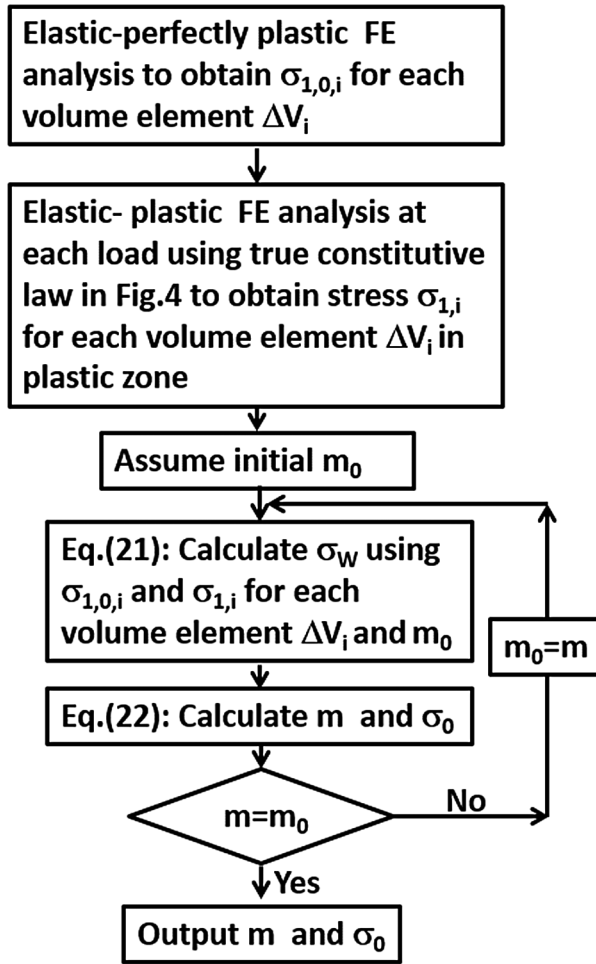 Elastic-perfectly plastic FE
analysis to obtain σ1,0,i for each
volume element ΔVi
Elastic- plastic FE analysis at
each load using true constitutive
law in Fig.4 to obtain stress σ1,i
for each volume element ΔVi in
plastic zone
Assume initial m0
Eq.(21): Calculate σW using
σ1,0,i and σ1,i for each
volume element ΔVi and m0
m0=m
Eq.(22): Calculate m and σ0
m=m0
No
Yes
Output m and σ0